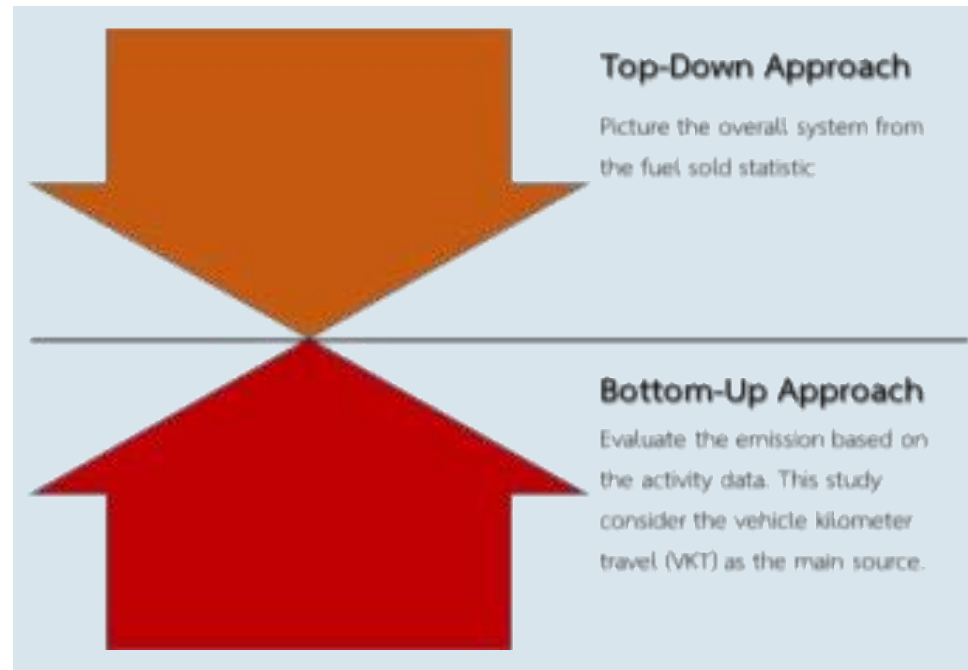 Top-Down Approach
Picture the overall system from
the fuel sold statistic
Bottom-Up Approach
Evaluate the emission based on
the activity data. This study
consider the vehicle kilometer
travel (VKT) as the main source.